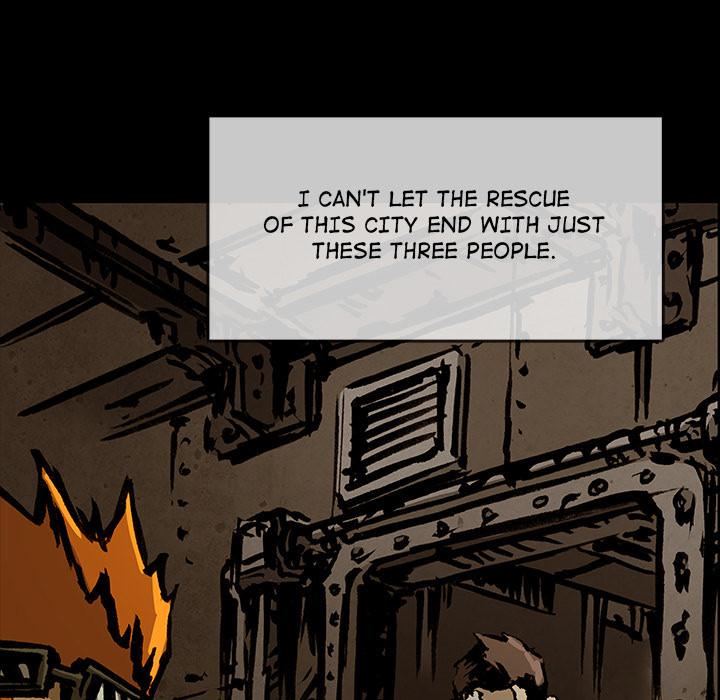 I CAN'T LET THE RESCUE
OF THIS CITY END WITH JUST
THESE THREE PEOPLE.